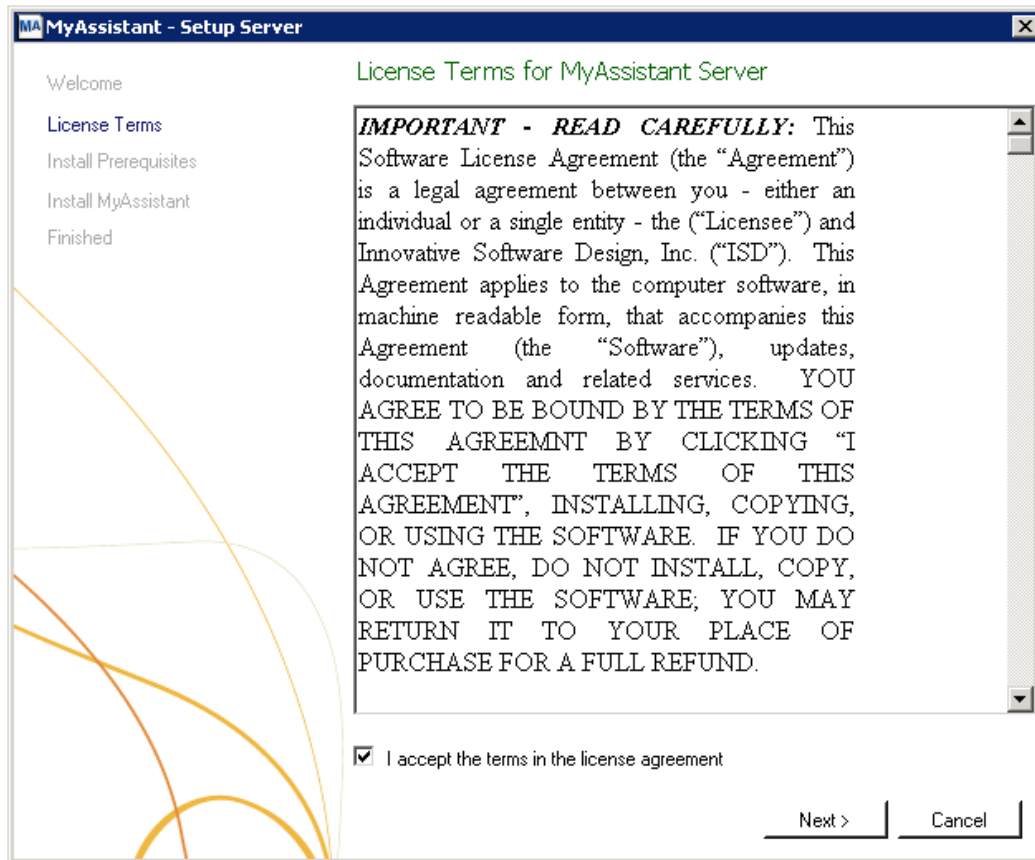 MA MyAssistant - Setup Server
Welcome
License Terms
Install Prerequisites
Install MyAssistant
Finished
License Terms for MyAssistant Server
IMPORTANT - READ CAREFULLY: This
Software License Agreement (the “Agreement”)
is a legal agreement between you - either an
individual or a single entity - the (“Licensee”) and
Innovative Software Design, Inc. (“ISD”). This
Agreement applies to the computer software, in
machine readable form, that accompanies this
Agreement (the “Software”), updates,
documentation and related services. YOU
AGREE TO BE BOUND BY THE TERMS OF
THIS AGREEMNT BY CLICKING “I
ACCEPT THE TERMS OF THIS
AGREEMENT”, INSTALLING, COPYING,
OR USING THE SOFTWARE. IF YOU DO
NOT AGREE, DO NOT INSTALL, COPY,
OR USE THE SOFTWARE; YOU MAY
RETURN IT TO YOUR PLACE OF
PURCHASE FOR A FULL REFUND.
I accept the terms in the license agreement
Next >
Cancel